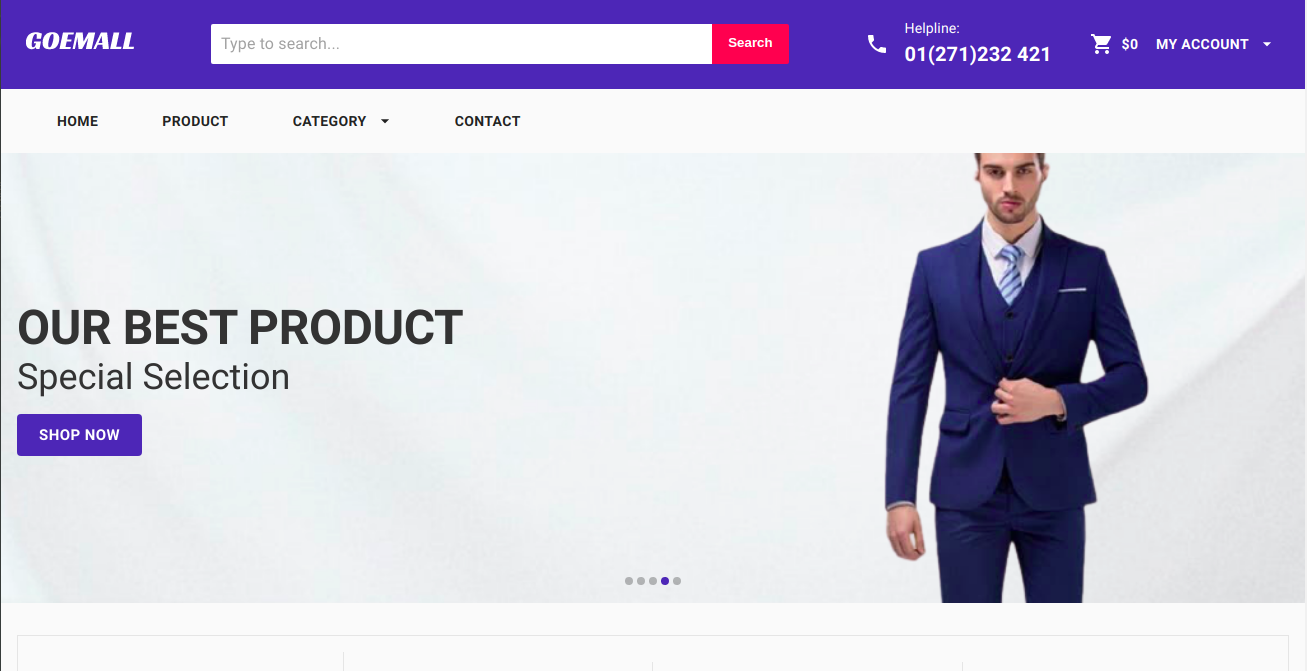 GOEMALL
Type to search...
Search
Helpline:
01(271)232 421
$0
MY ACCOUNT
HOME
PRODUCT
CATEGORY
CONTACT
OUR BEST PRODUCT
Special Selection
SHOP NOW